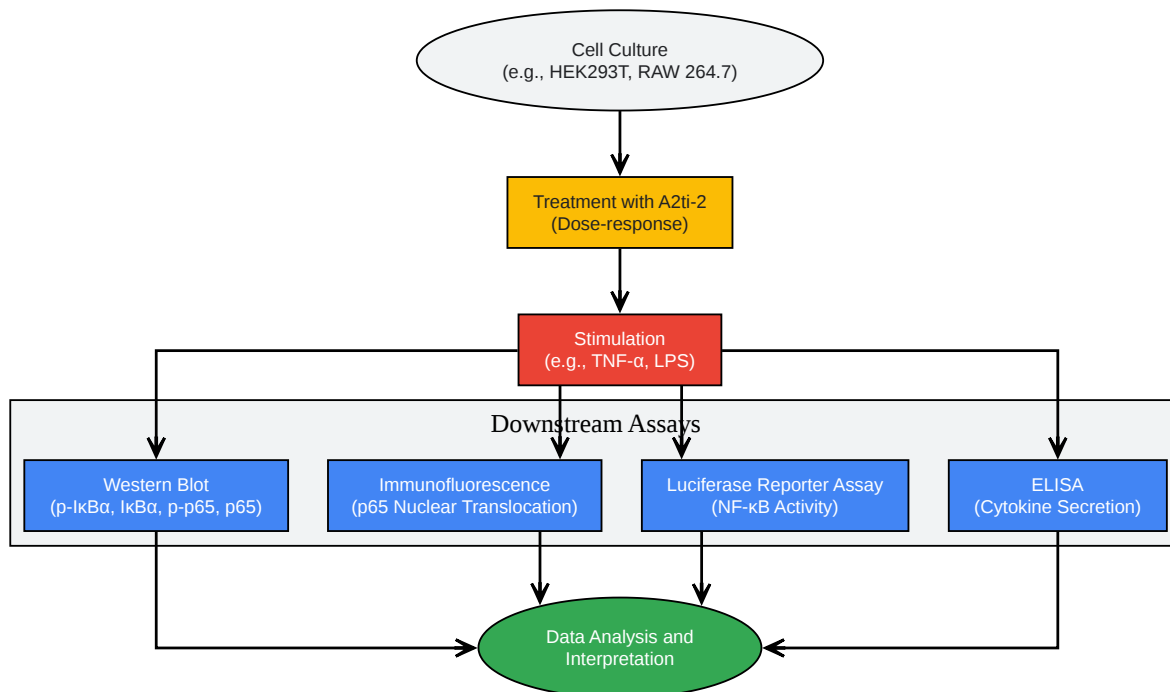 Cell Culture
(e.g., HEK293T, RAW 264.7)
Treatment with A2ti-2
(Dose-response)
Stimulation
(e.g., TNF-α, LPS)
Downstream Assays
Western Blot
(p-IκBα, IκBα, p-p65, p65)
Immunofluorescence
(p65 Nuclear Translocation)
Luciferase Reporter Assay
(NF-κB Activity)
ELISA
(Cytokine Secretion)
Data Analysis and
Interpretation